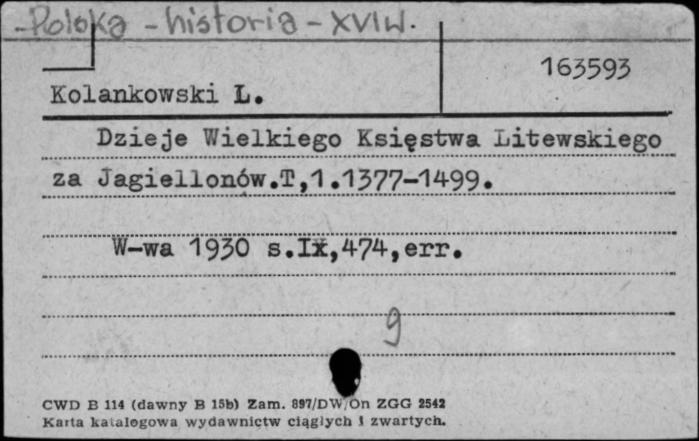 -Polska - historia - XVI w.
163593
Kolankowski L.
Dzieje Wielkiego Księstwa Litewskiego
za Jagiellonów.T,1.1377-1499.
W-wa 1930 s.IX,474,err.
9
CWD B 114 (dawny B 15b) Zam. 897/DW/On ZGG 2542
Karta katalogowa wydawnictw ciągłych i zwartych.